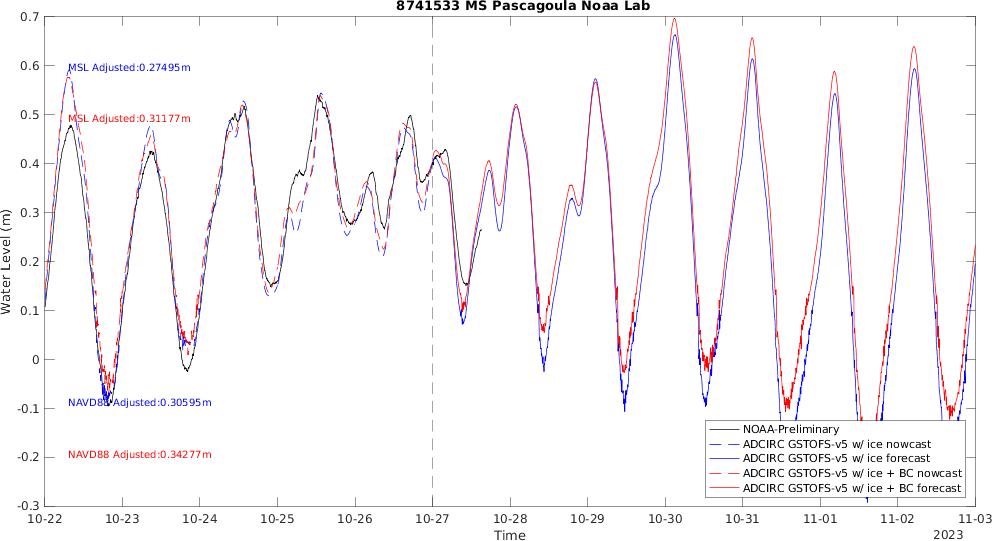 8741533 MS Pascagoula Noaa Lab
Water Level (m)
0.7
0.6
0.5
0.4
0.3
0.2
0.1
0
-0.1
-0.2
-0.3
MSL Adjusted:0.27495m
MSL Adjusted:0.31177m
NAVD88 Adjusted:0.30595m
NAVD88 Adjusted:0.34277m
NOAA-Preliminary
ADCIRC GSTOFS-v5 w/ ice nowcast
ADCIRC GSTOFS-v5 w/ ice forecast
ADCIRC GSTOFS-v5 w/ ice + BC nowcast
ADCIRC GSTOFS-v5 w/ ice + BC forecast
10-22 10-23 10-24 10-25 10-26 10-27 10-28 10-29 10-30 10-31 11-01 11-02 11-03
Time
2023